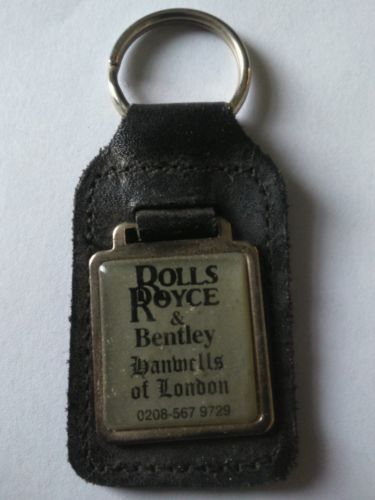 ROLLS
ROYCE
&
Bentley
Hanwells
of London
0208-567 9729